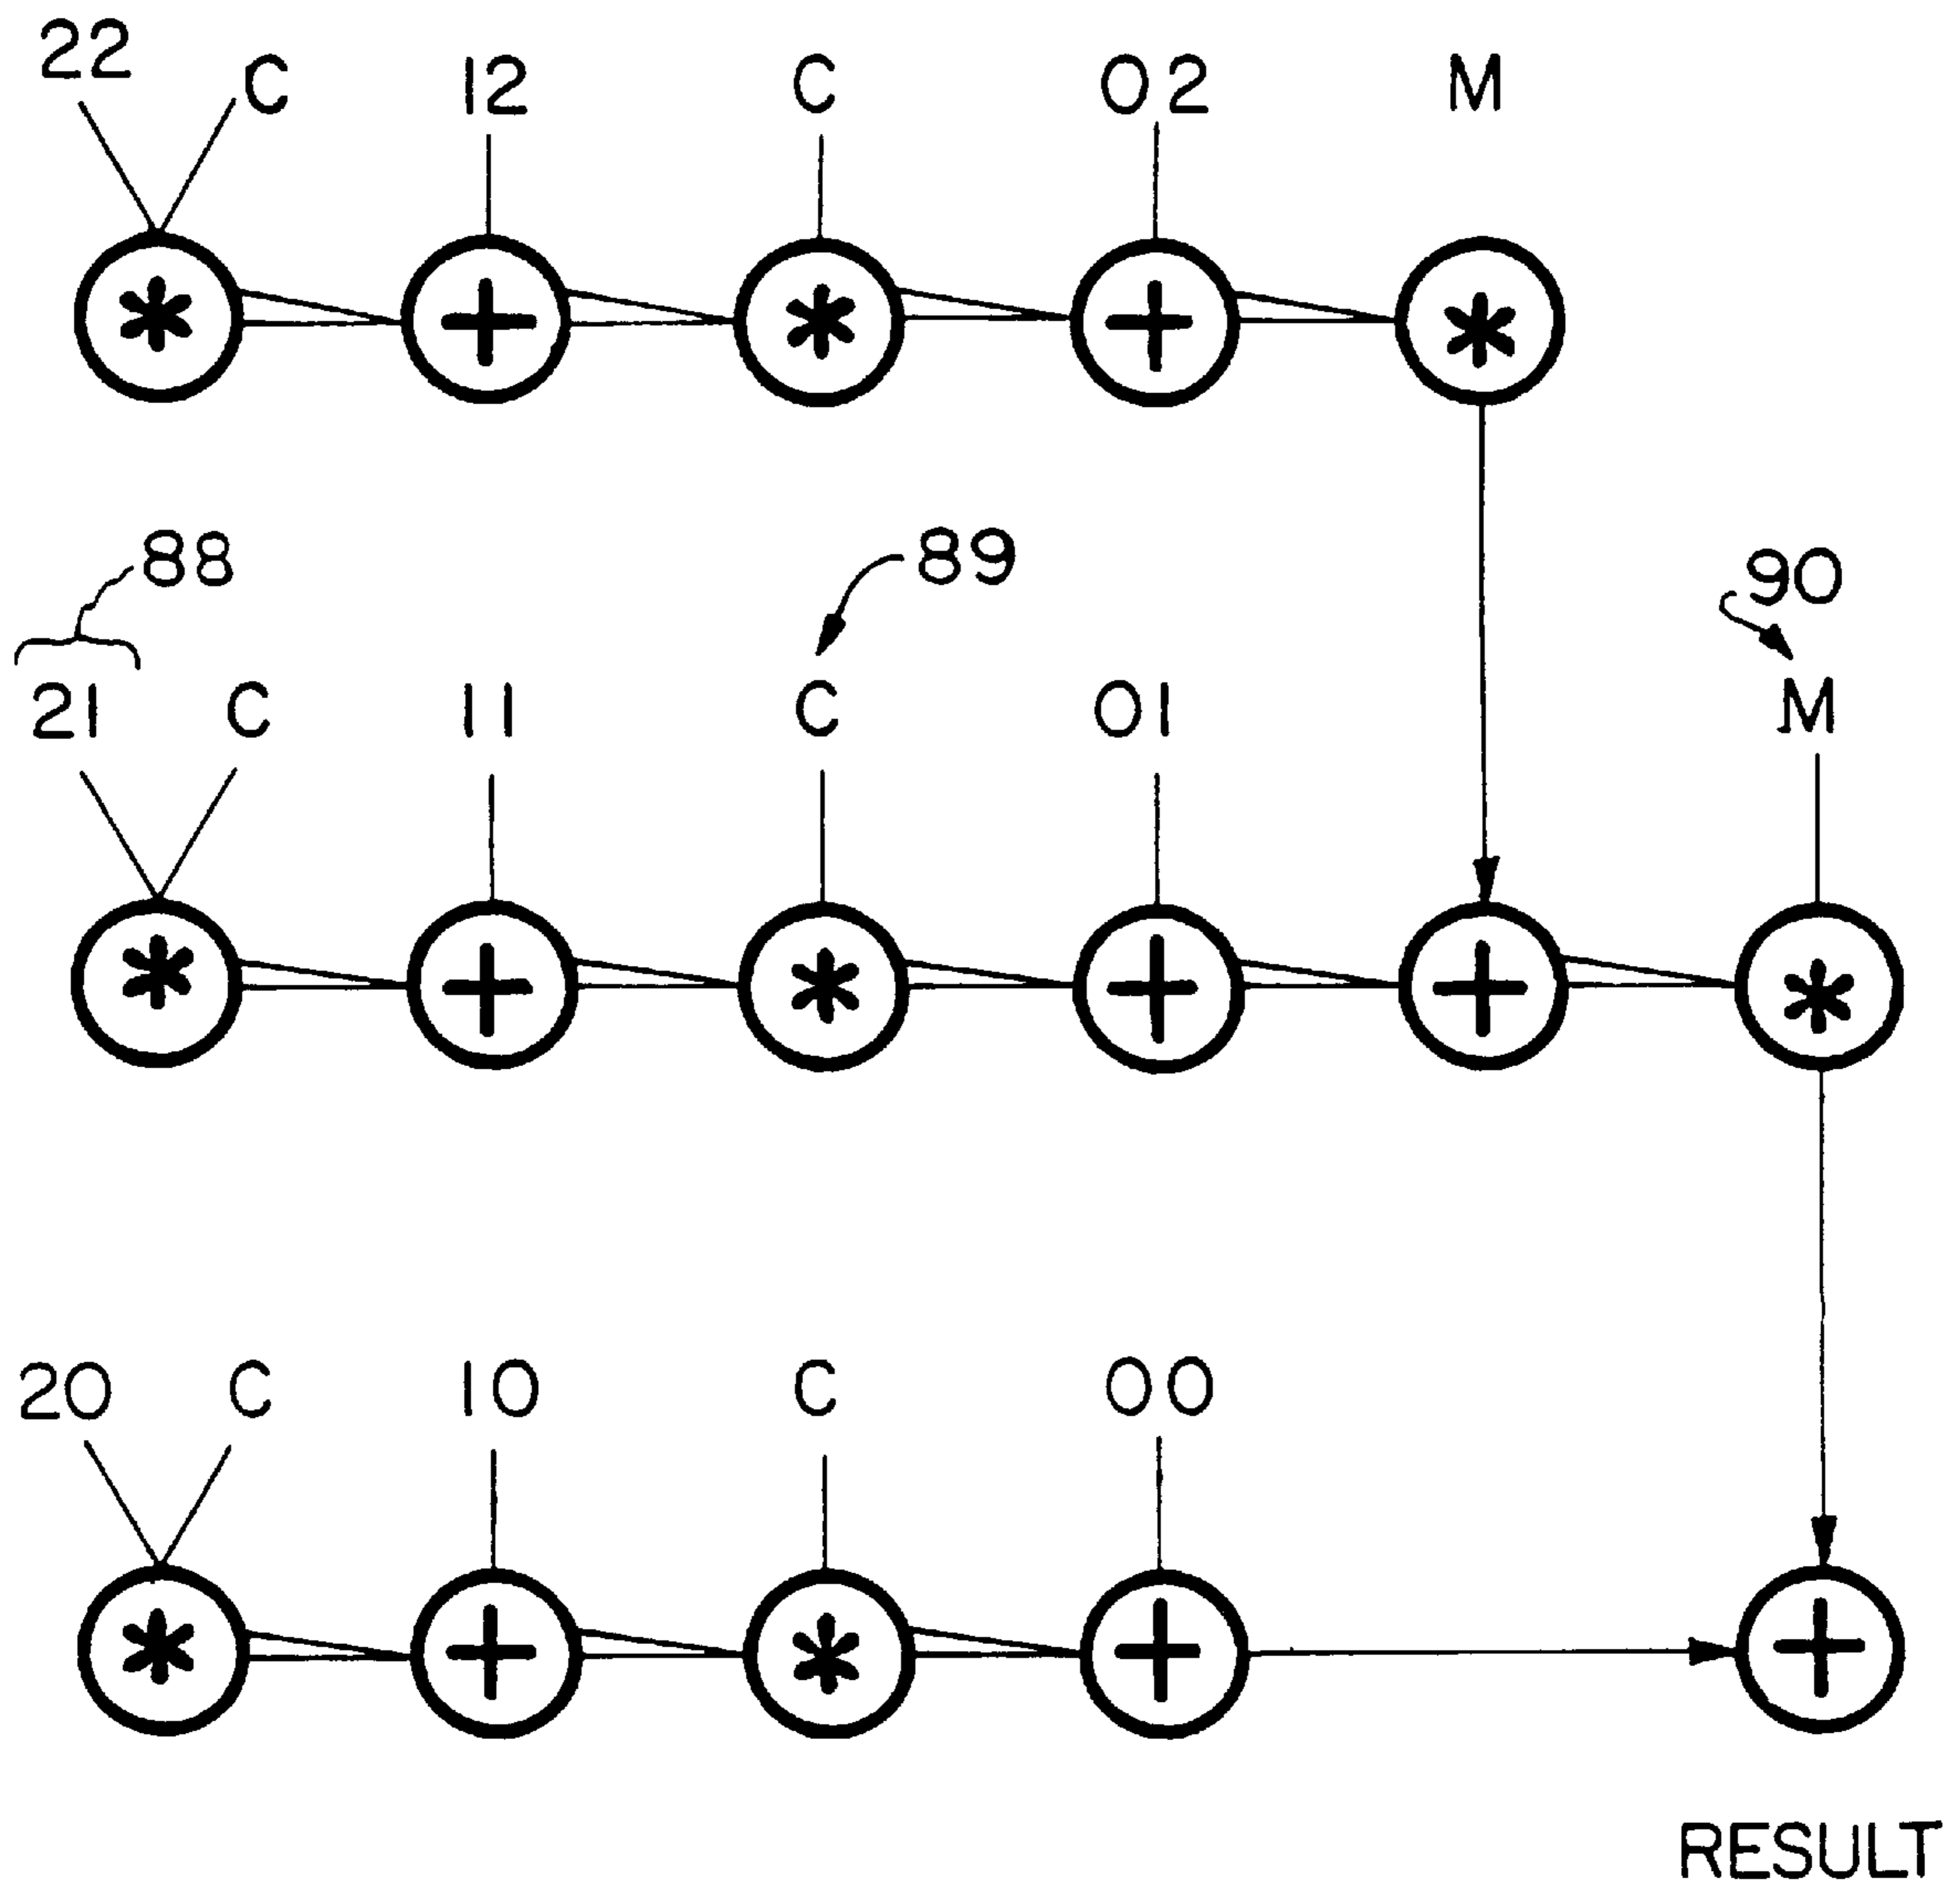 22 C 12 C 02 M
* + * + *
88 89 90
21 C 11 C 01 M
* + * + + *
20 C 10 C 00
* + * + +
RESULT